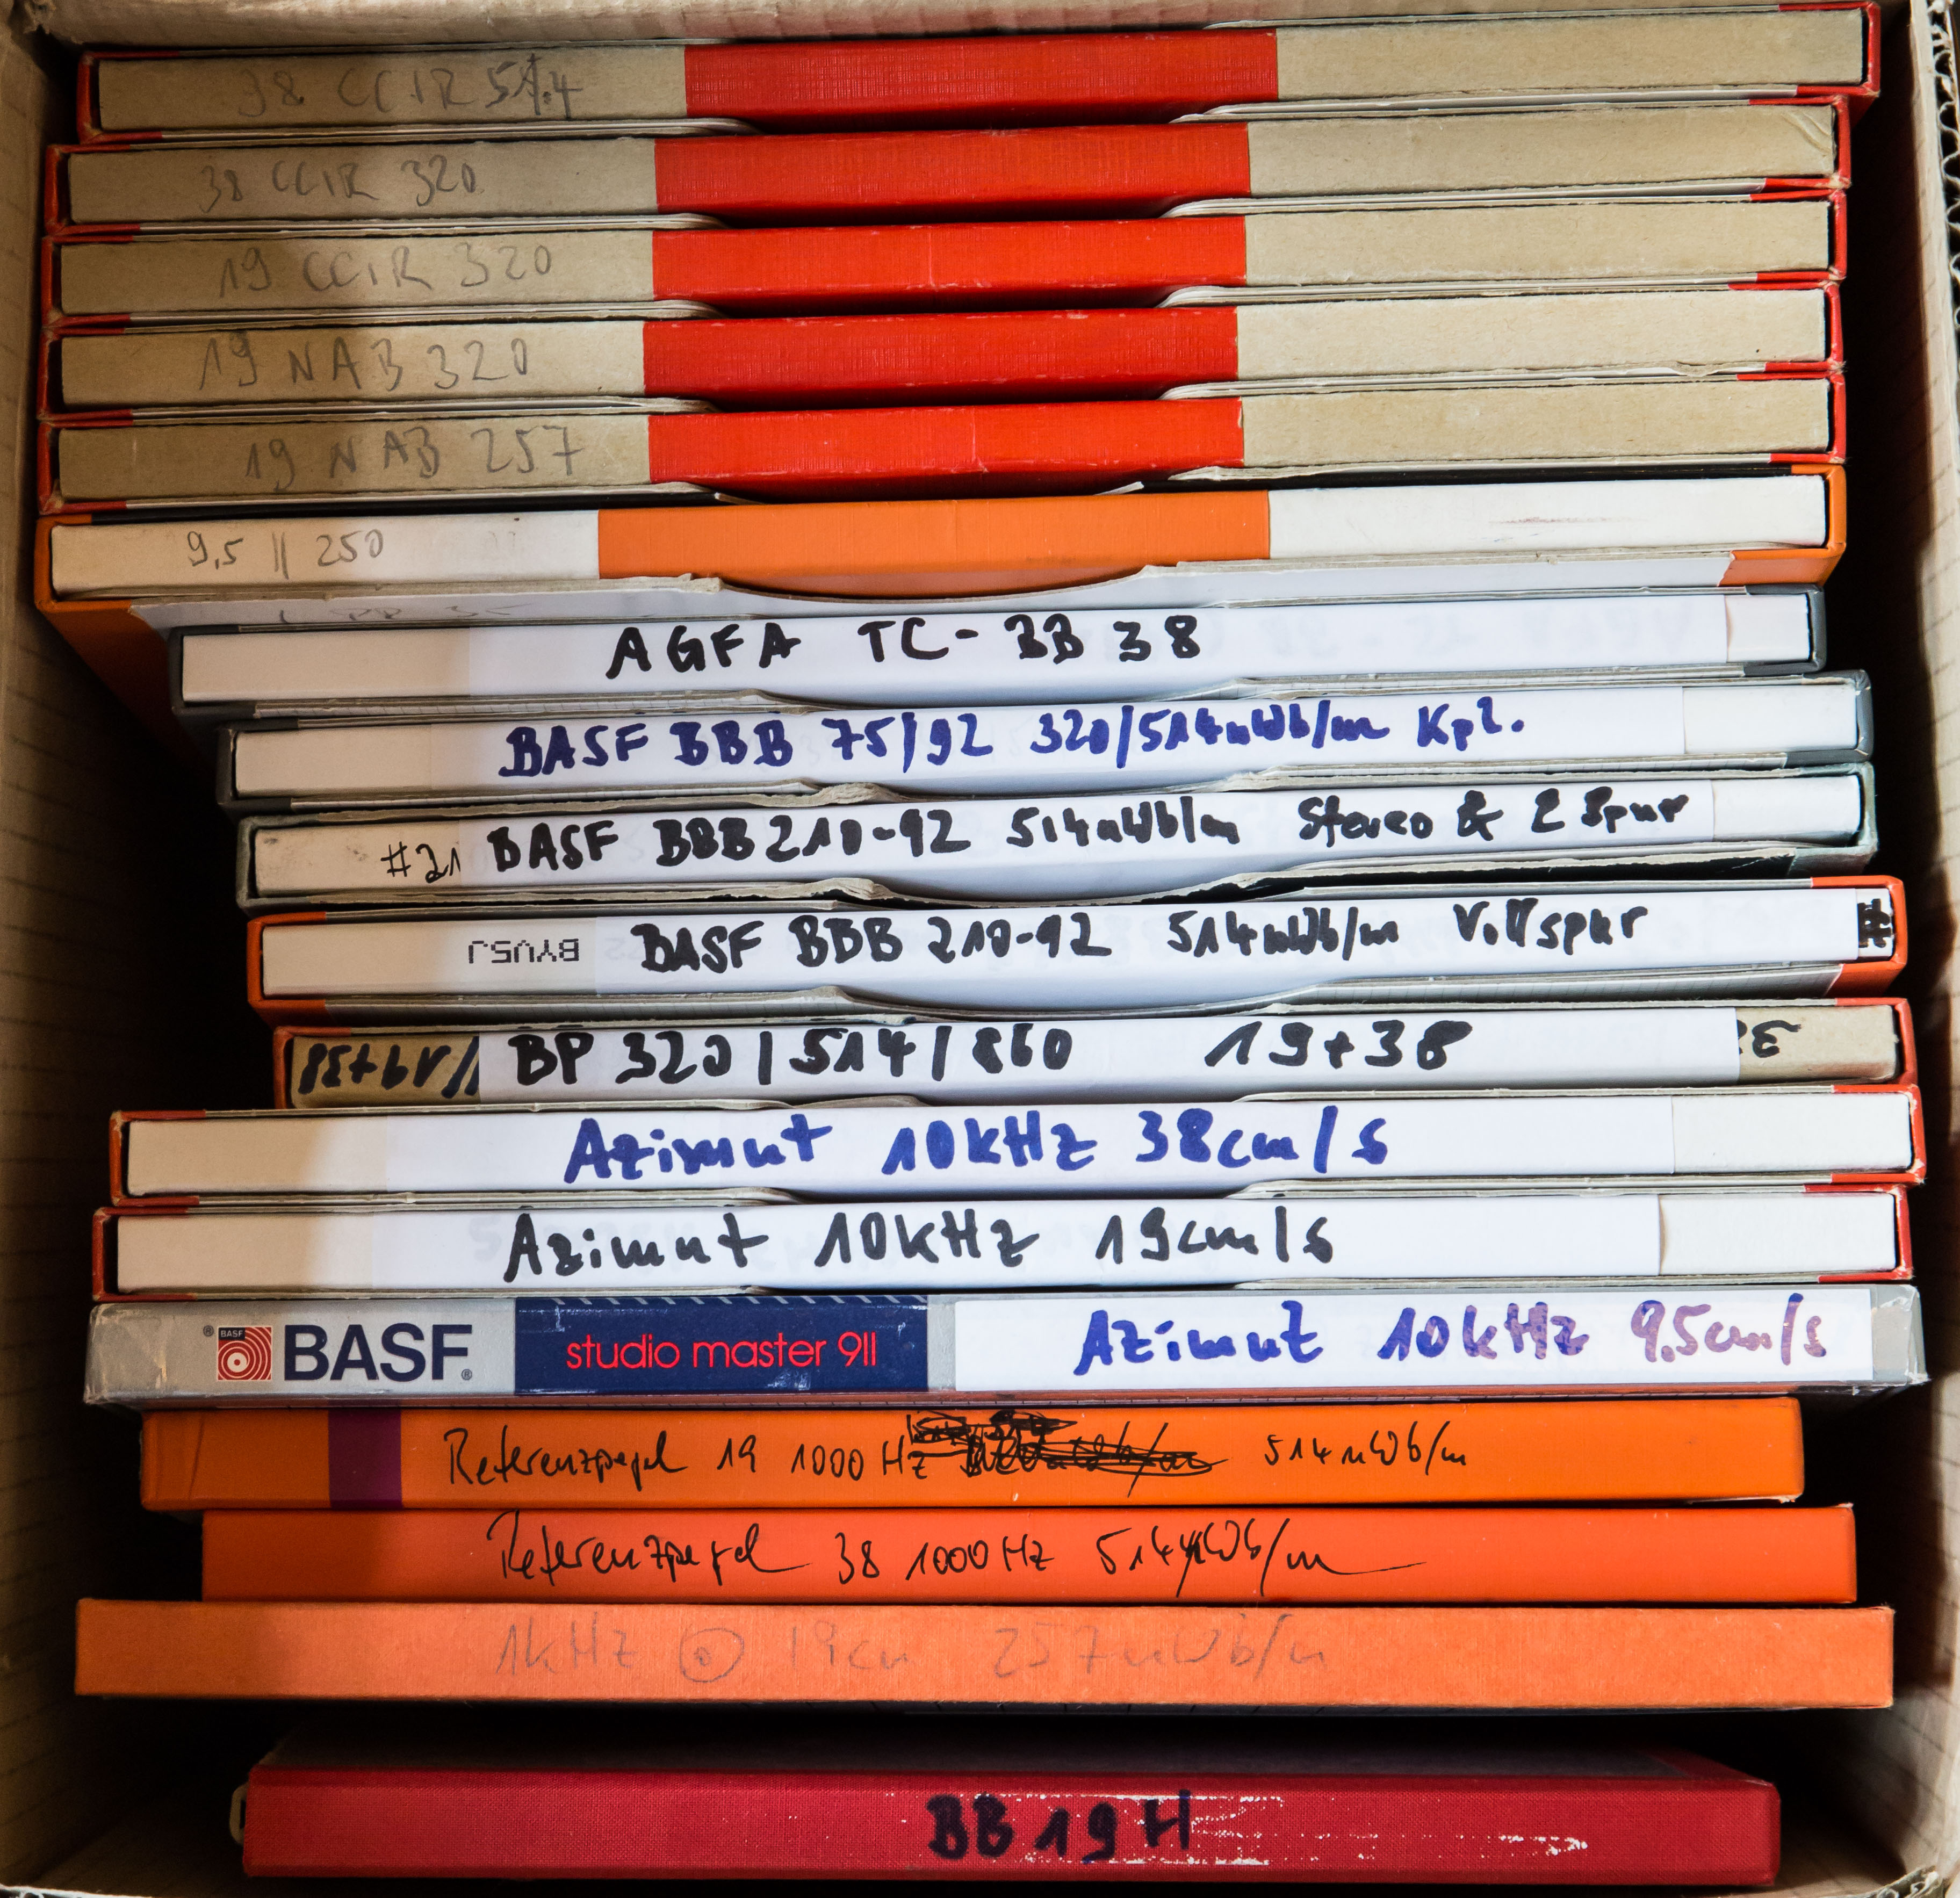 38 CCIR 514
38 CCIR 320
19 CCIR 320
19 NAB 320
19 NAB 257
9,5 || 250
AGFA TC-BB 38
BASF BBB 75/92 320/514nWb/m Kpl.
#21 BASF BBB 210-92 514nWb/m Stereo & 2 Spur
BYUSJ BASF BBB 210-92 514nWb/m Vollspur #
BP 320/514/860 19+38
Azimut 10kHz 38cm/s
Azimut 10kHz 19cm/s
BASF studio master 911 Azimut 10kHz 9.5cm/s
Referenzpegel 19 1000 Hz 514nWb/m
Referenzpegel 38 1000 Hz 514nWb/m
1kHz 19cm 257nWb/m
BB 19H